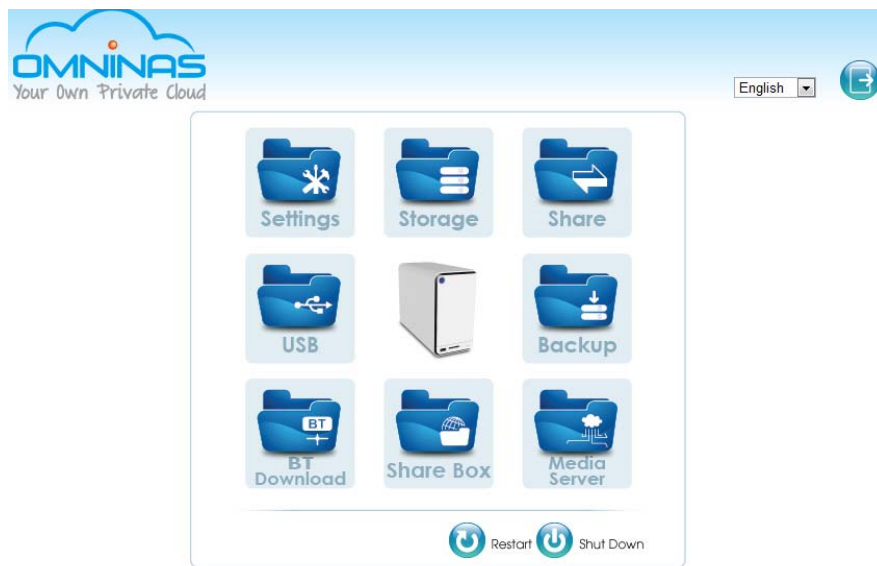 OMNINAS
Your Own Private Cloud
English
Settings
Storage
Share
USB
Backup
BT
BT
Download
Share Box
Media
Server
Restart
Shut Down